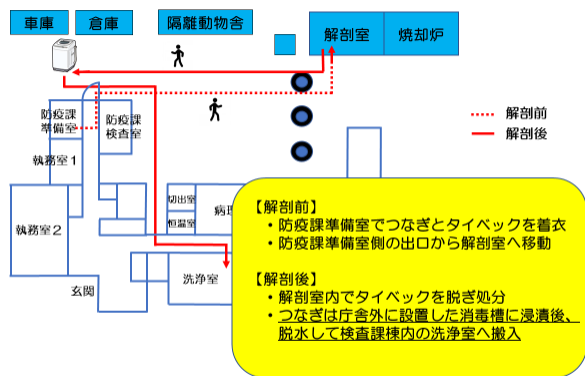 車庫
倉庫
隔離動物舎
解剖室
焼却炉
防疫課
準備室
防疫課
検査室
解剖前
解剖後
執務室1
切出室
病理
恒温室
執務室2
洗浄室
玄関
【解剖前】
・防疫課準備室でつなぎとタイベックを着衣
・防疫課準備室側の出口から解剖室へ移動
【解剖後】
・解剖室内でタイベックを脱ぎ処分
・つなぎは庁舎外に設置した消毒槽に浸漬後、
脱水して検査課棟内の洗浄室へ搬入